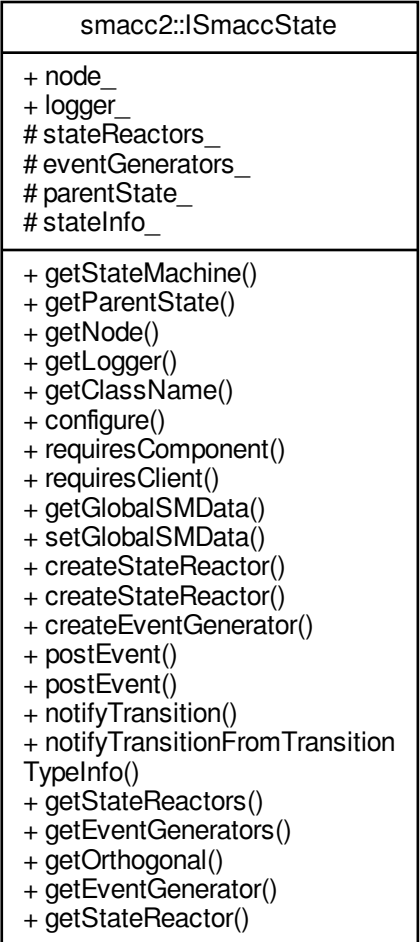 smacc2::ISmaccState
+ node_
+ logger_
# stateReactors_
# eventGenerators_
# parentState_
# stateInfo_
+ getStateMachine()
+ getParentState()
+ getNode()
+ getLogger()
+ getClassName()
+ configure()
+ requiresComponent()
+ requiresClient()
+ getGlobalSMData()
+ setGlobalSMData()
+ createStateReactor()
+ createStateReactor()
+ createEventGenerator()
+ postEvent()
+ postEvent()
+ notifyTransition()
+ notifyTransitionFromTransition
TypeInfo()
+ getStateReactors()
+ getEventGenerators()
+ getOrthogonal()
+ getEventGenerator()
+ getStateReactor()